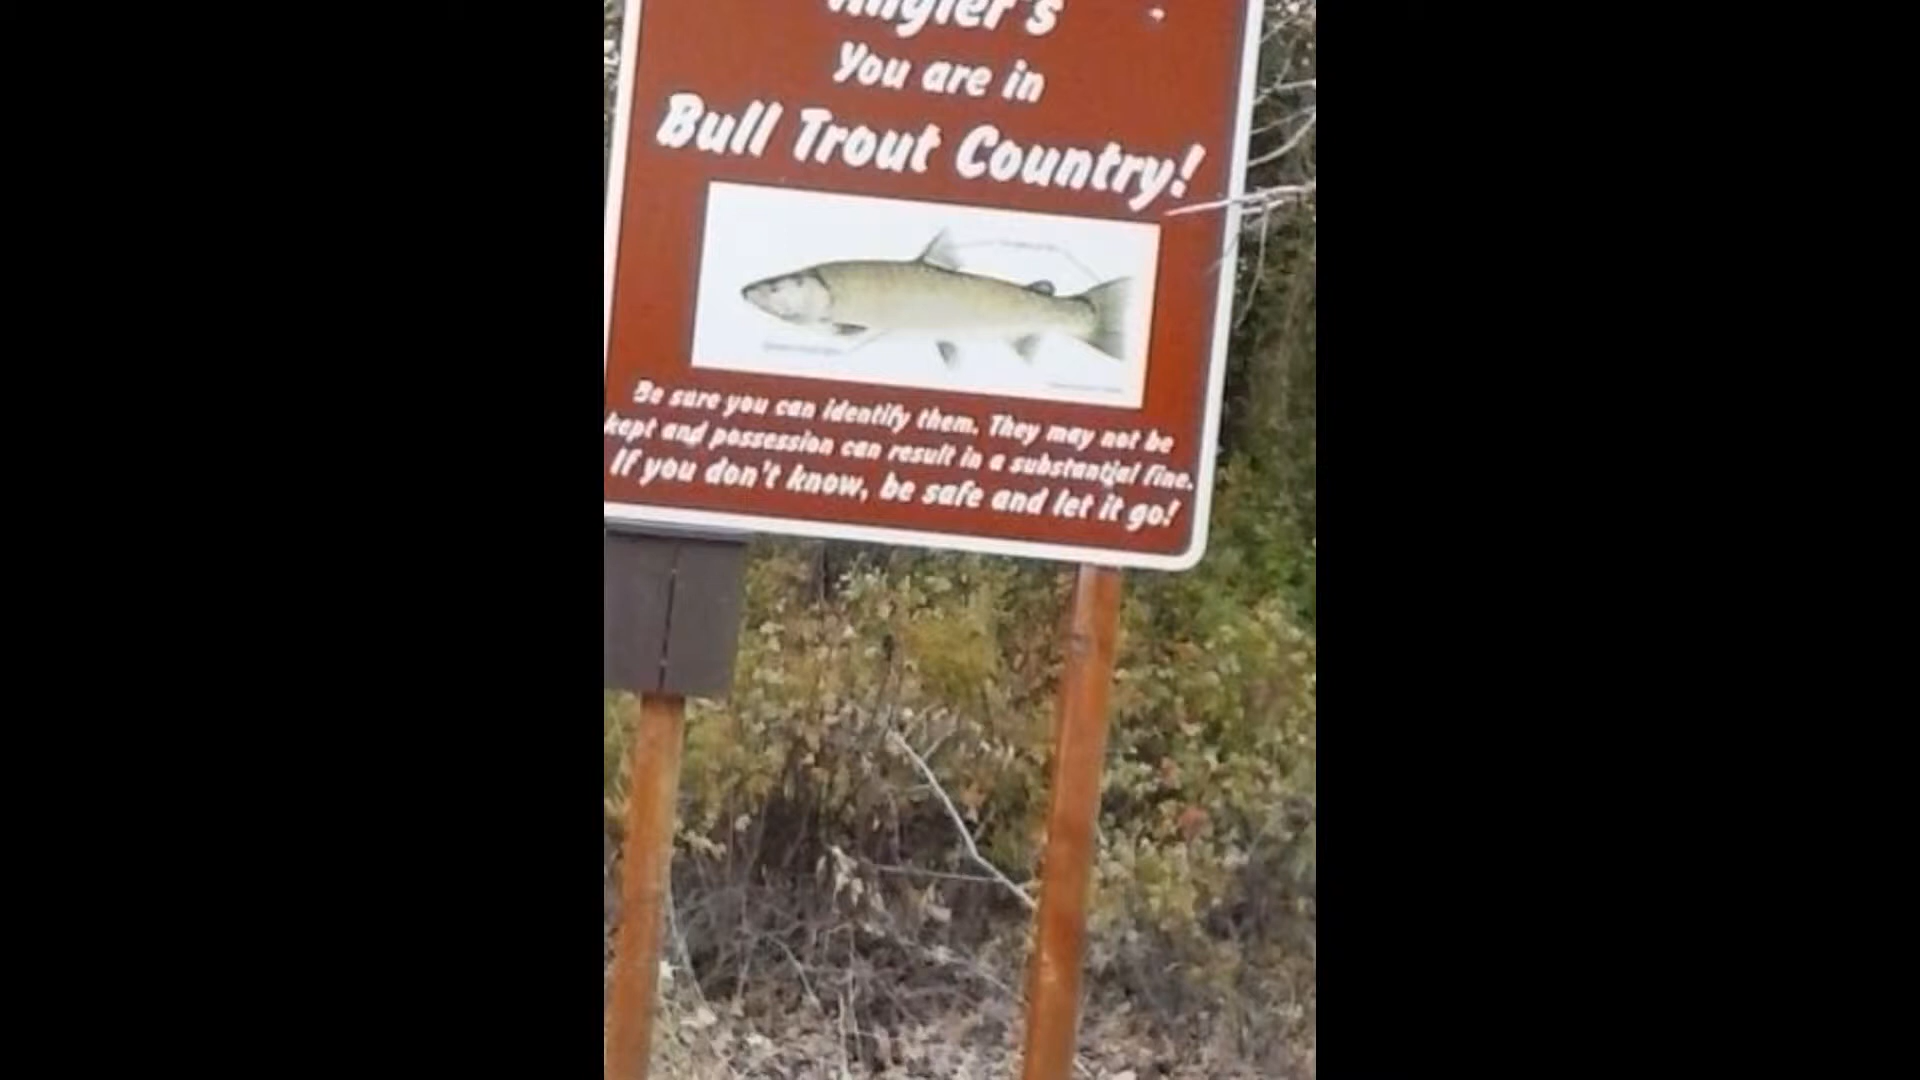 Angler's
You are in
Bull Trout Country!
Be sure you can identify them. They may not be
kept and possession can result in a substantial fine.
If you don't know, be safe and let it go!